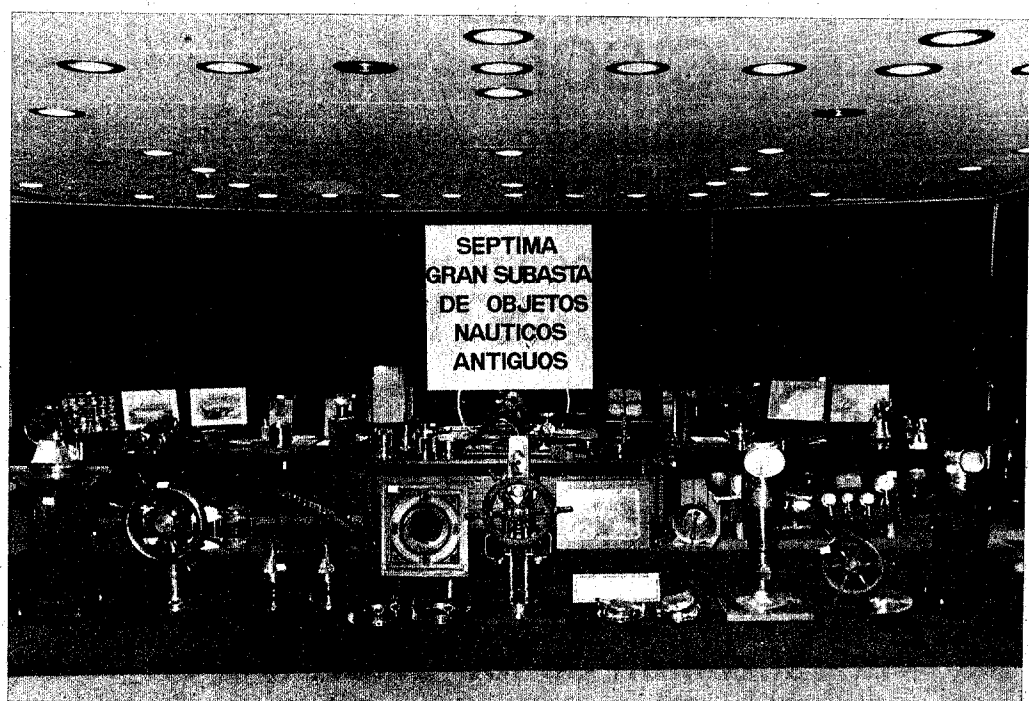 SEPTIMA
GRAN SUBASTA
DE OBJETOS
NAUTICOS
ANTIGUOS